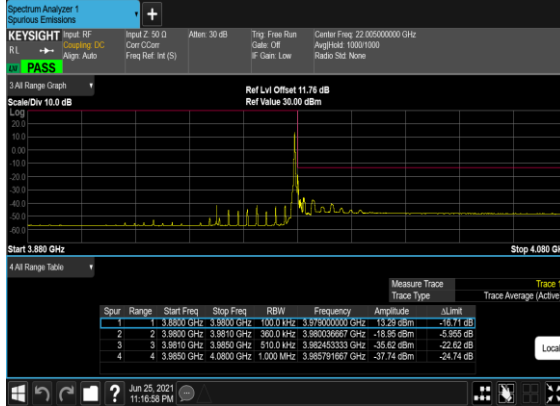 Spectrum Analyzer 1
Spurious Emissions
+
KEYSIGHT
R L
LXI
PASS
Input: RF
Coupling: DC
Align: Auto
Input Z: 50 Ω
Corr CCorr
Freq Ref: Int (S)
Atten: 30 dB
Trig: Free Run
Gate: Off
IF Gain: Low
Center Freq: 22.005000000 GHz
Avg|Hold: 1000/1000
Radio Std: None
3 All Range Graph
Scale/Div 10.0 dB
Ref Lvl Offset 11.76 dB
Ref Value 30.00 dBm
Log
20.0
10.0
0.00
-10.0
-20.0
-30.0
-40.0
-50.0
-60.0
Start 3.880 GHz
Stop 4.080 GH
4 All Range Table
Measure Trace Trace 1
Trace Type Trace Average (Active
Spur Range Start Freq Stop Freq RBW Frequency Amplitude ΔLimit
1 1 3.8800 GHz 3.9800 GHz 100.0 kHz 3.979000000 GHz 13.29 dBm -16.71 dB
2 2 3.9800 GHz 3.9810 GHz 360.0 kHz 3.980036667 GHz -18.95 dBm -5.955 dB
3 3 3.9810 GHz 3.9850 GHz 510.0 kHz 3.982453333 GHz -35.62 dBm -22.62 dB
4 4 3.9850 GHz 4.0800 GHz 1.000 MHz 3.985791667 GHz -37.74 dBm -24.74 dB
Local
?
Jun 25, 2021
11:16:58 PM